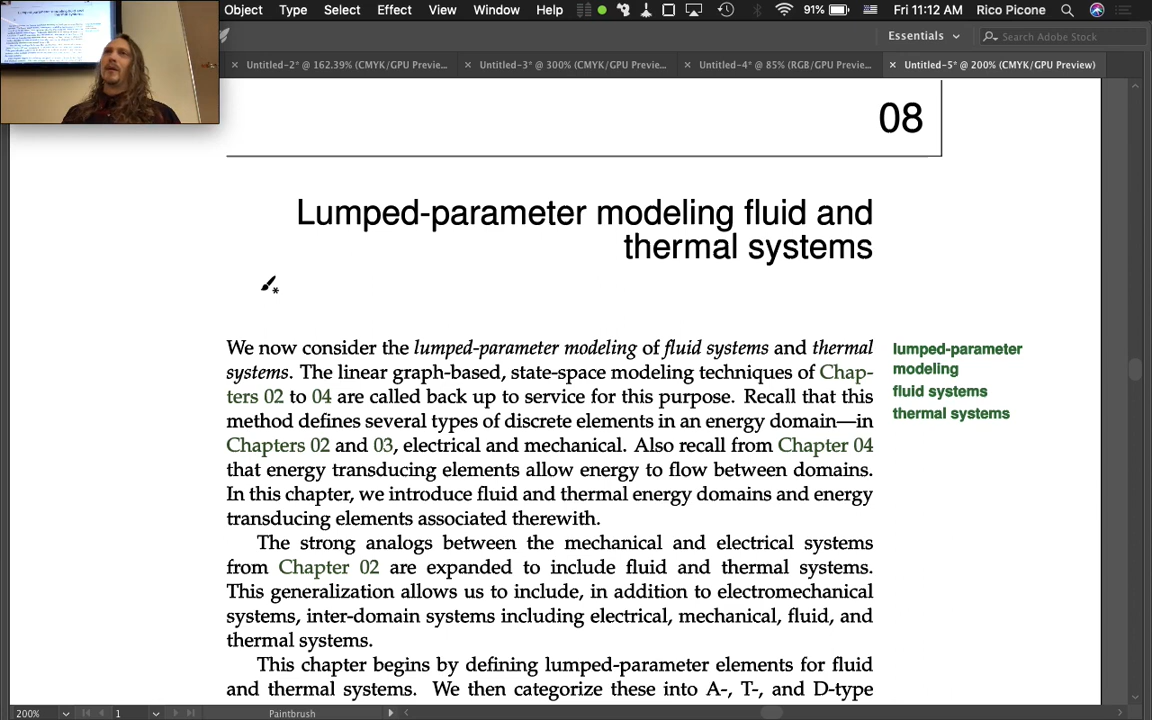 Object Type Select Effect View Window Help 91% Fri 11:12 AM Rico Picone
Essentials Search Adobe Stock
× Untitled-2* @ 162.39% (CMYK/GPU Previe... × Untitled-3* @ 300% (CMYK/GPU Previe... × Untitled-4* @ 85% (RGB/GPU Previe... × Untitled-5* @ 200% (CMYK/GPU Preview)
08
Lumped-parameter modeling fluid and
thermal systems
We now consider the lumped-parameter modeling of fluid systems and thermal
systems. The linear graph-based, state-space modeling techniques of Chap-
ters 02 to 04 are called back up to service for this purpose. Recall that this
method defines several types of discrete elements in an energy domain—in
Chapters 02 and 03, electrical and mechanical. Also recall from Chapter 04
that energy transducing elements allow energy to flow between domains.
In this chapter, we introduce fluid and thermal energy domains and energy
transducing elements associated therewith.
lumped-parameter
modeling
fluid systems
thermal systems
The strong analogs between the mechanical and electrical systems
from Chapter 02 are expanded to include fluid and thermal systems.
This generalization allows us to include, in addition to electromechanical
systems, inter-domain systems including electrical, mechanical, fluid, and
thermal systems.
This chapter begins by defining lumped-parameter elements for fluid
and thermal systems. We then categorize these into A-, T-, and D-type
200% 1 Paintbrush